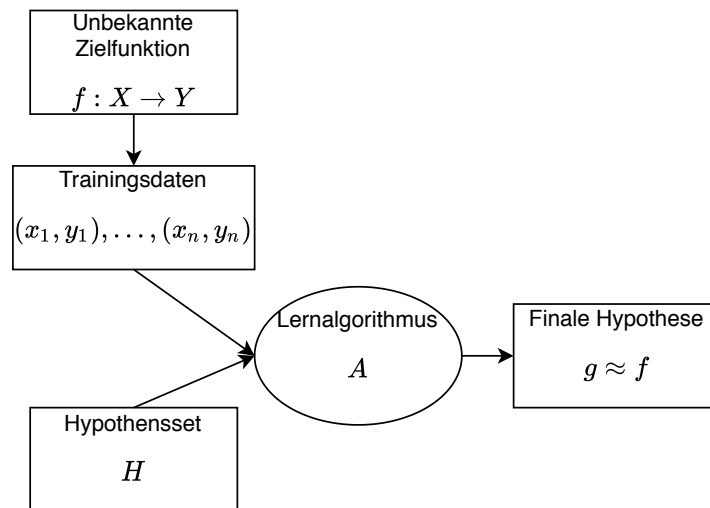 Unbekannte
Zielfunktion
f : X → Y
Trainingsdaten
(x₁, y₁), . . . , (xₙ, yₙ)
Lernalgorithmus
A
Finale Hypothese
g ≈ f
Hypothensset
H